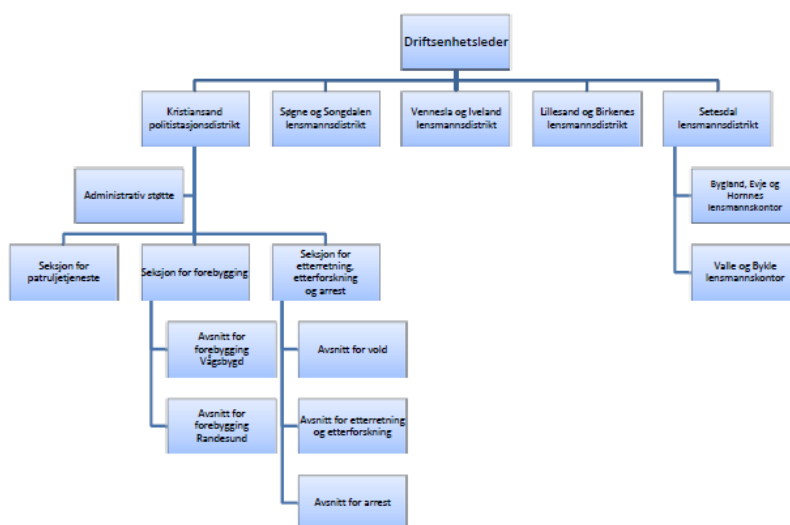 Driftsenhetsleder
Kristiansand
politistasjonsdistrikt
Søgne og Songdalen
lensmannsdistrikt
Vennesla og Iveland
lensmannsdistrikt
Lillesand og Birkenes
lensmannsdistrikt
Setesdal
lensmannsdistrikt
Administrativ støtte
Bygland, Evje og
Hornnes
lensmannskontor
Valle og Bykle
lensmannskontor
Seksjon for
patruljetjeneste
Seksjon for forebygging
Seksjon for
etterretning,
etterforskning
og arrest
Avsnitt for
forebygging
Vågsbygd
Avsnitt for
forebygging
Randesund
Avsnitt for vold
Avsnitt for etterretning
og etterforskning
Avsnitt for arrest